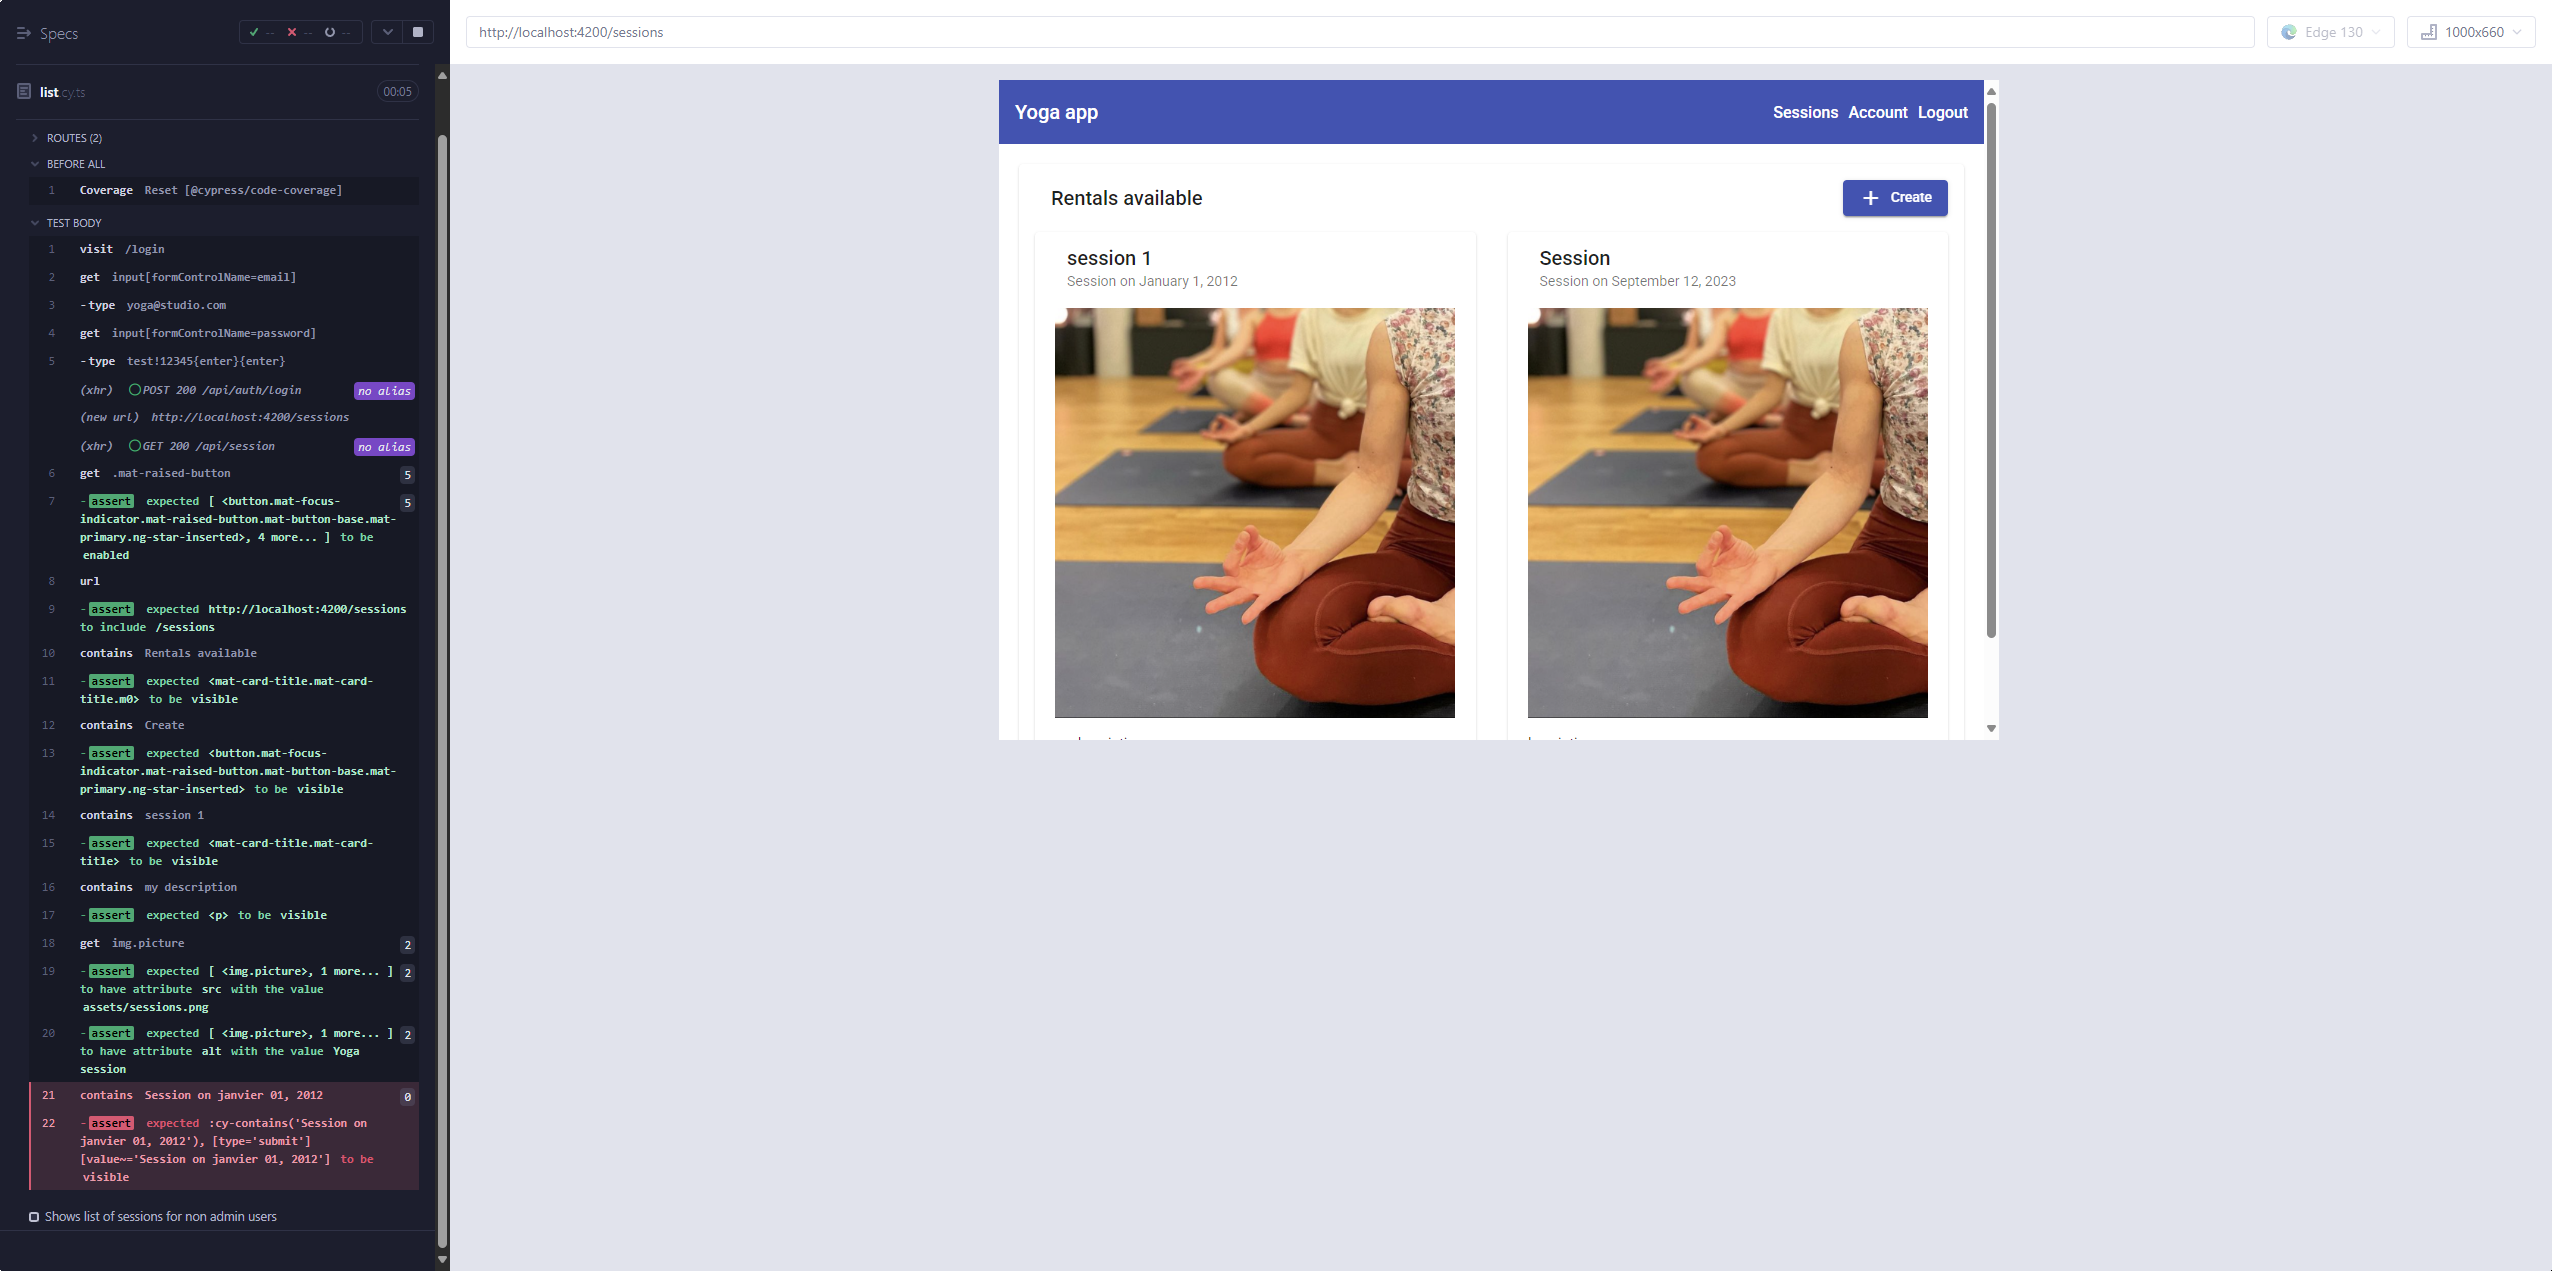 Specs
-- -- --
list.cy.ts 00:05
ROUTES (2)
BEFORE ALL
1 Coverage Reset [@cypress/code-coverage]
TEST BODY
1 visit /login
2 get input[formControlName=email]
3 -type yoga@studio.com
4 get input[formControlName=password]
5 -type test!12345{enter}{enter}
(xhr) POST 200 /api/auth/login no alias
(new url) http://localhost:4200/sessions
(xhr) GET 200 /api/session no alias
6 get .mat-raised-button 5
7 -assert expected [ <button.mat-focus- 5
indicator.mat-raised-button.mat-button-base.mat-
primary.ng-star-inserted>, 4 more... ] to be
enabled
8 url
9 -assert expected http://localhost:4200/sessions
to include /sessions
10 contains Rentals available
11 -assert expected <mat-card-title.mat-card-
title.m0> to be visible
12 contains Create
13 -assert expected <button.mat-focus-
indicator.mat-raised-button.mat-button-base.mat-
primary.ng-star-inserted> to be visible
14 contains session 1
15 -assert expected <mat-card-title.mat-card-
title> to be visible
16 contains my description
17 -assert expected <p> to be visible
18 get img.picture 2
19 -assert expected [ <img.picture>, 1 more... ] 2
to have attribute src with the value
assets/sessions.png
20 -assert expected [ <img.picture>, 1 more... ] 2
to have attribute alt with the value Yoga
session
21 contains Session on janvier 01, 2012 0
22 -assert expected :cy-contains('Session on
janvier 01, 2012'), [type='submit']
[value~='Session on janvier 01, 2012'] to be
visible
Shows list of sessions for non admin users
http://localhost:4200/sessions
Edge 130
1000x660
Yoga app
Sessions Account Logout
Rentals available
Create
session 1
Session on January 1, 2012
Session
Session on September 12, 2023